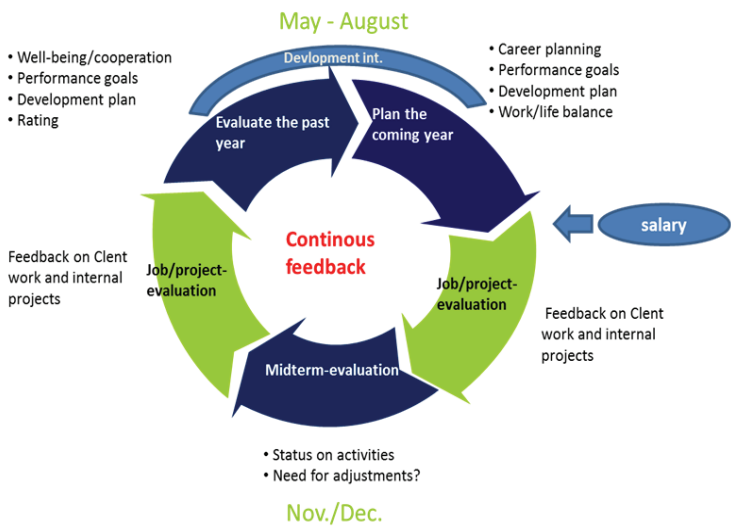 May - August
• Well-being/cooperation
• Performance goals
• Development plan
• Rating
Devlopment int.
• Career planning
• Performance goals
• Development plan
• Work/life balance
Evaluate the past
year
Plan the
coming year
salary
Continous
feedback
Feedback on Clent
work and internal
projects
Job/project-
evaluation
Job/project-
evaluation
Feedback on Clent
work and internal
projects
Midterm-evaluation
• Status on activities
• Need for adjustments?
Nov./Dec.